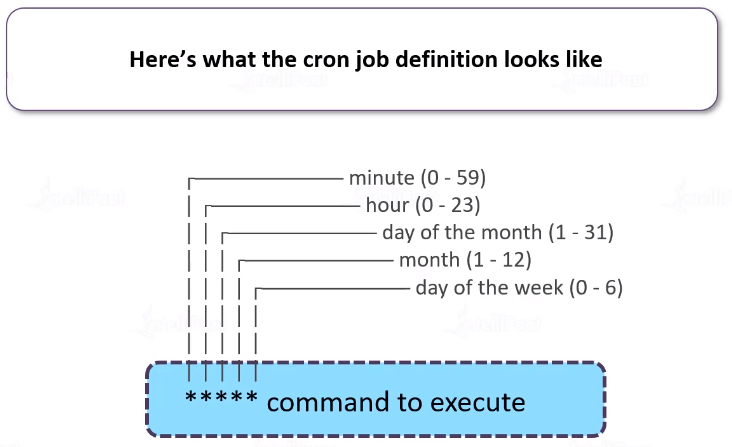 Here’s what the cron job definition looks like
minute (0 - 59)
hour (0 - 23)
day of the month (1 - 31)
month (1 - 12)
day of the week (0 - 6)
***** command to execute